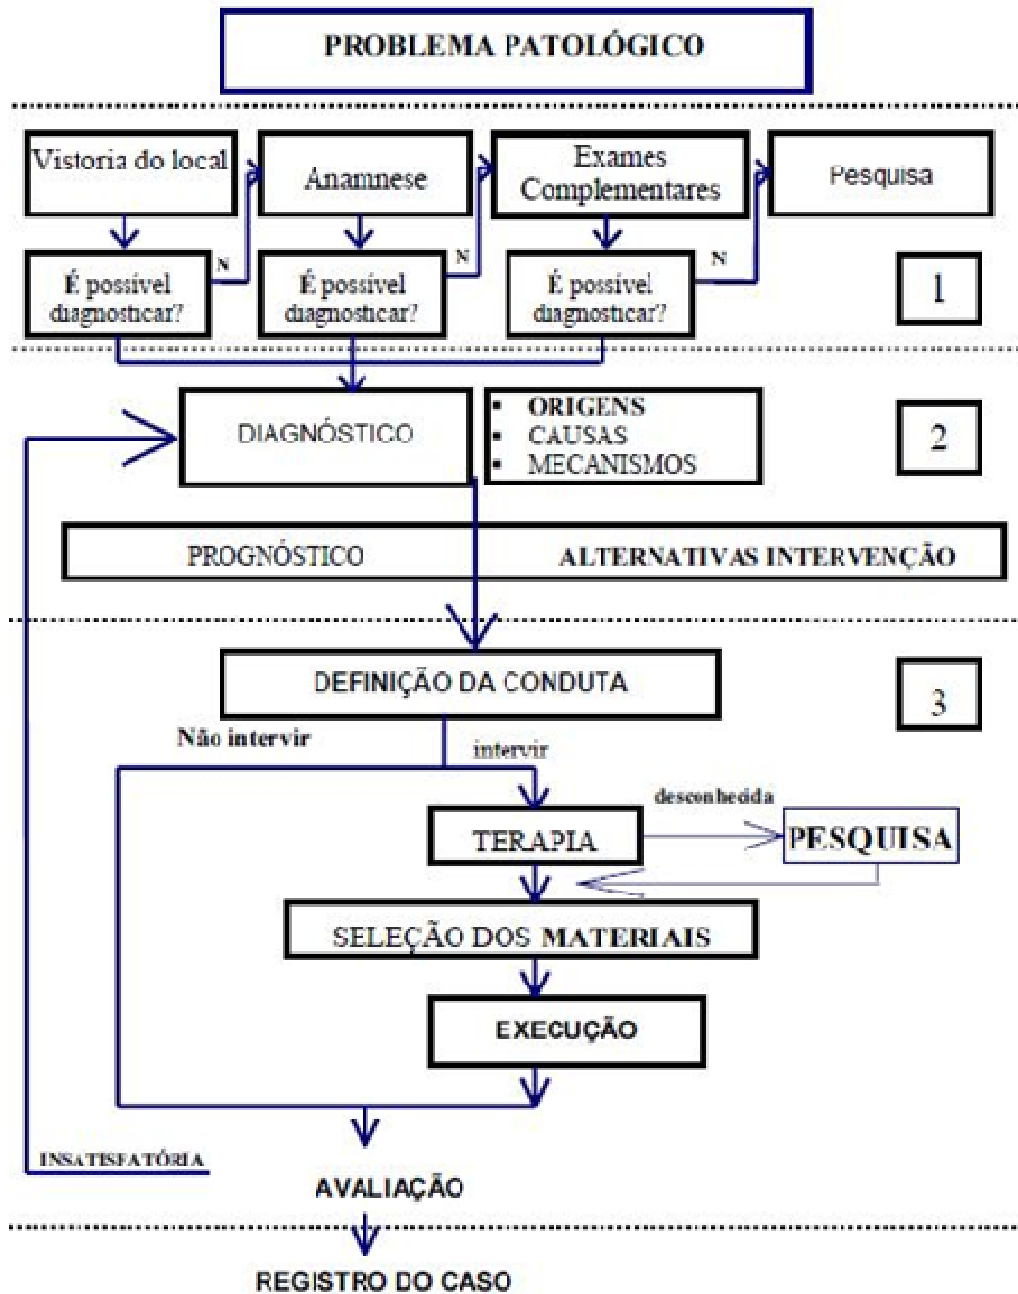 PROBLEMA PATOLÓGICO
Vistoria do local
Anamnese
Exames
Complementares
Pesquisa
N
N
N
É possível
diagnosticar?
É possível
diagnosticar?
É possível
diagnosticar?
1
DIAGNÓSTICO
▪ ORIGENS
▪ CAUSAS
▪ MECANISMOS
2
PROGNÓSTICO
ALTERNATIVAS INTERVENÇÃO
DEFINIÇÃO DA CONDUTA
3
Não intervir
intervir
desconhecida
TERAPIA
PESQUISA
SELEÇÃO DOS MATERIAIS
EXECUÇÃO
INSATISFATÓRIA
AVALIAÇÃO
REGISTRO DO CASO